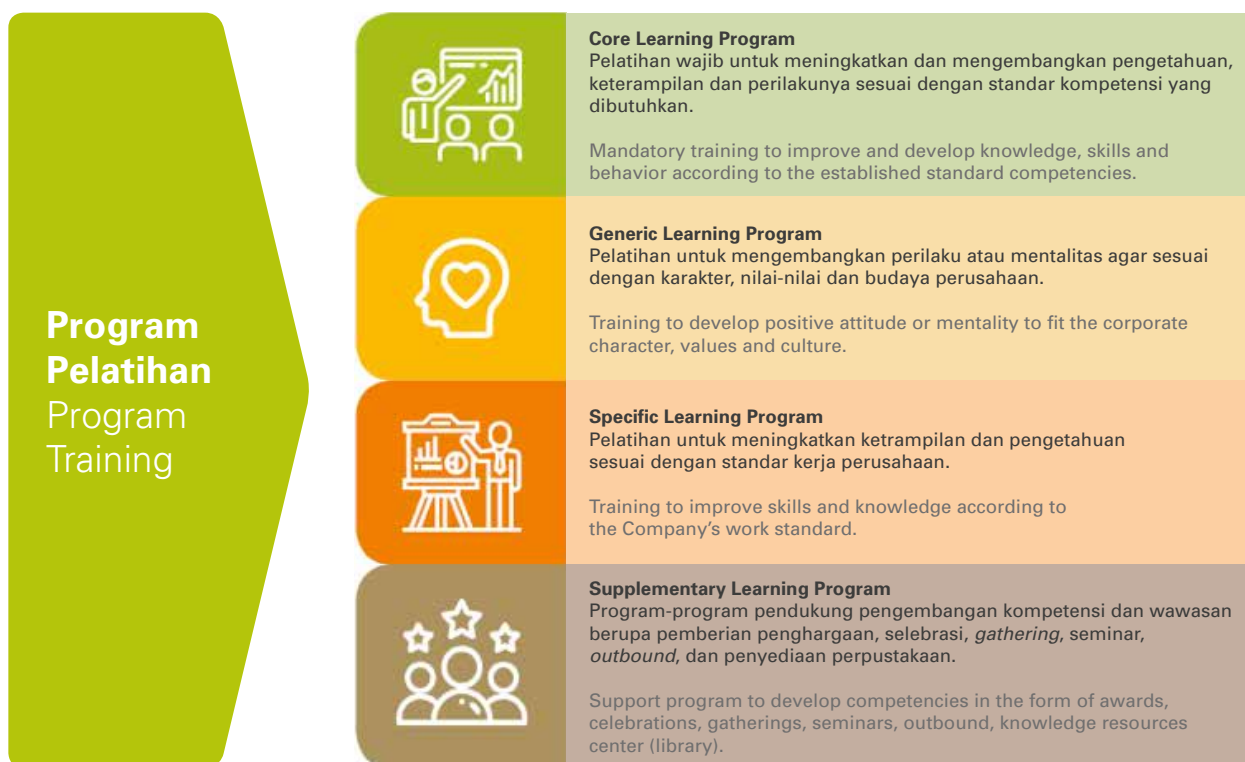 Program
Pelatihan
Program
Training
Core Learning Program
Pelatihan wajib untuk meningkatkan dan mengembangkan pengetahuan,
keterampilan dan perilakunya sesuai dengan standar kompetensi yang
dibutuhkan.
Mandatory training to improve and develop knowledge, skills and
behavior according to the established standard competencies.
Generic Learning Program
Pelatihan untuk mengembangkan perilaku atau mentalitas agar sesuai
dengan karakter, nilai-nilai dan budaya perusahaan.
Training to develop positive attitude or mentality to fit the corporate
character, values and culture.
Specific Learning Program
Pelatihan untuk meningkatkan ketrampilan dan pengetahuan
sesuai dengan standar kerja perusahaan.
Training to improve skills and knowledge according to
the Company's work standard.
Supplementary Learning Program
Program-program pendukung pengembangan kompetensi dan wawasan
berupa pemberian penghargaan, selebrasi, gathering, seminar,
outbound, dan penyediaan perpustakaan.
Support program to develop competencies in the form of awards,
celebrations, gatherings, seminars, outbound, knowledge resources
center (library).